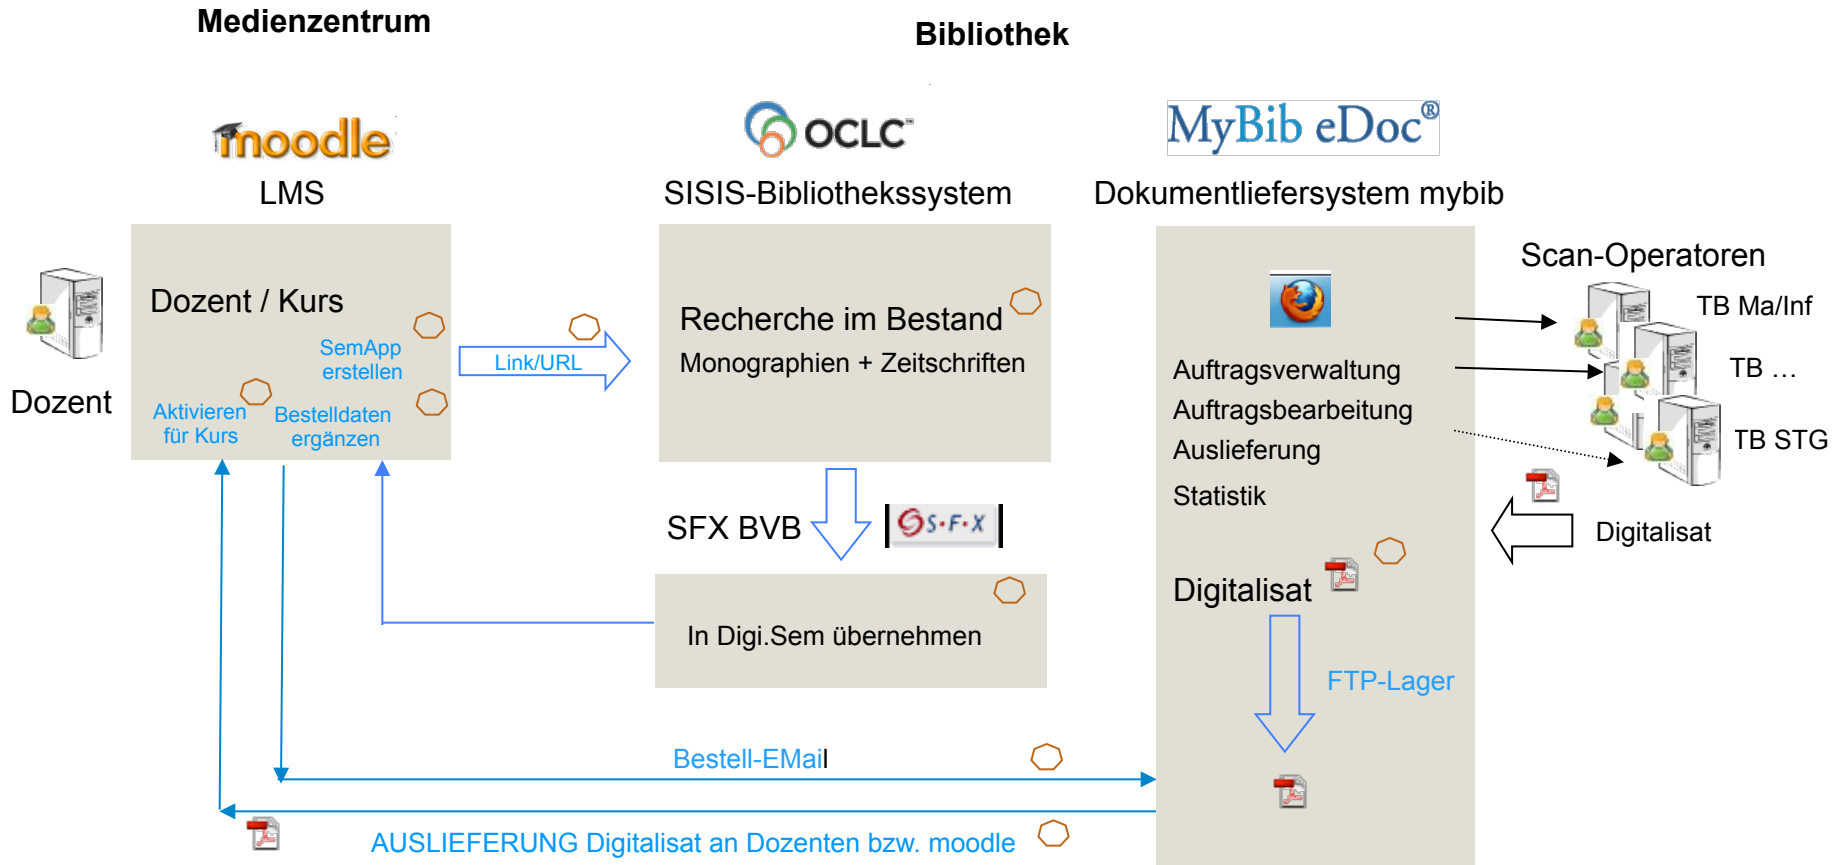 Medienzentrum
Bibliothek
moodle
OCLC™
MyBib eDoc®
LMS
SISIS-Bibliothekssystem
Dokumentliefersystem mybib
Dozent
Dozent / Kurs
SemApp
erstellen
Aktivieren
für Kurs
Bestelldaten
ergänzen
Link/URL
Recherche im Bestand
Monographien + Zeitschriften
SFX BVB
S·F·X
In Digi.Sem übernehmen
Auftragsverwaltung
Auftragsbearbeitung
Auslieferung
Statistik
Digitalisat
FTP-Lager
Scan-Operatoren
TB Ma/Inf
TB …
TB STG
Digitalisat
Bestell-EMail
AUSLIEFERUNG Digitalisat an Dozenten bzw. moodle